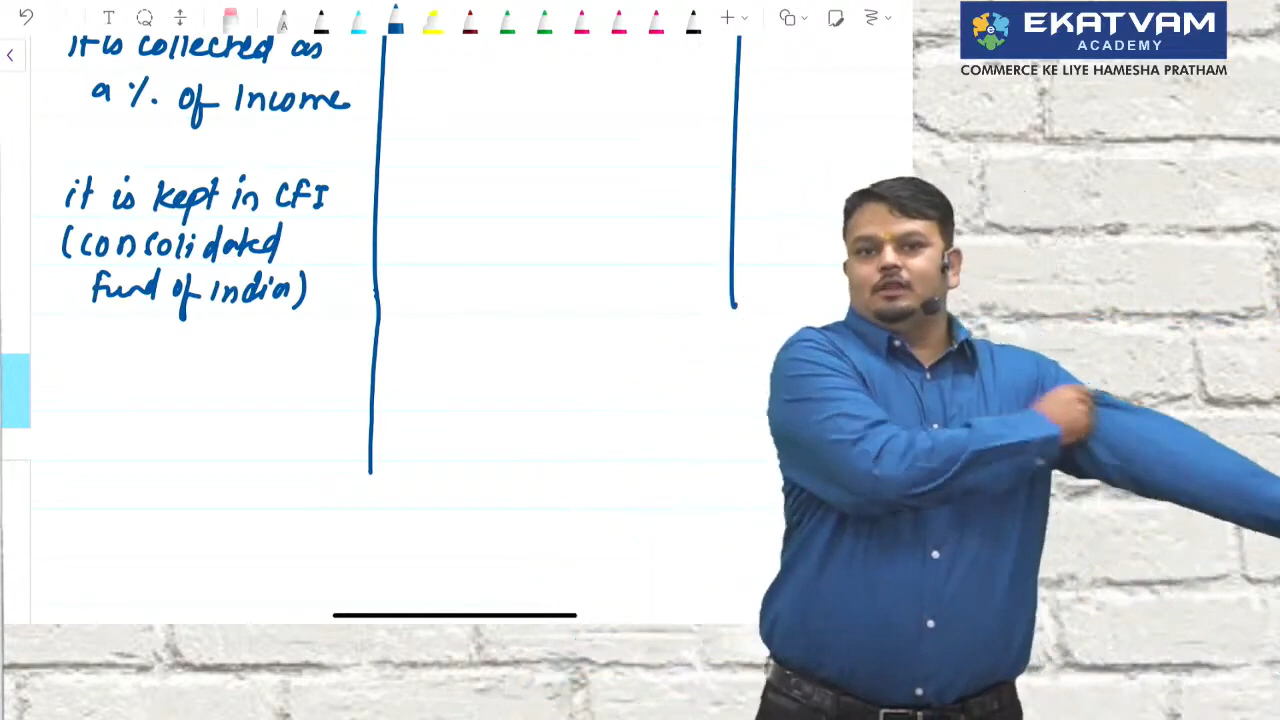 it is collected as
a %. of Income
it is kept in CFI
(consolidated
fund of India)
EKATVAM
ACADEMY
COMMERCE KE LIYE HAMESHA PRATHAM